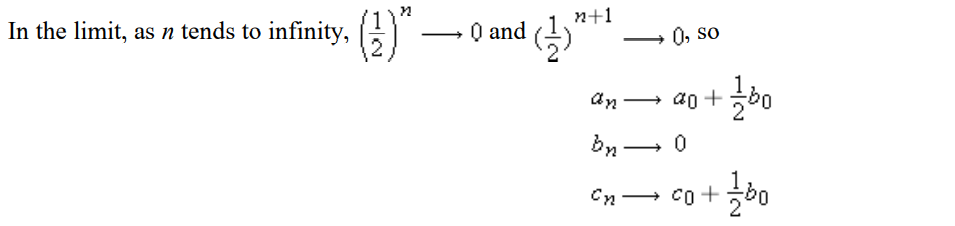 In the limit, as n tends to infinity, (1/2)^n ⟶ 0 and (1/2)^{n+1} ⟶ 0, so
a_n ⟶ a_0 + 1/2 b_0
b_n ⟶ 0
c_n ⟶ c_0 + 1/2 b_0